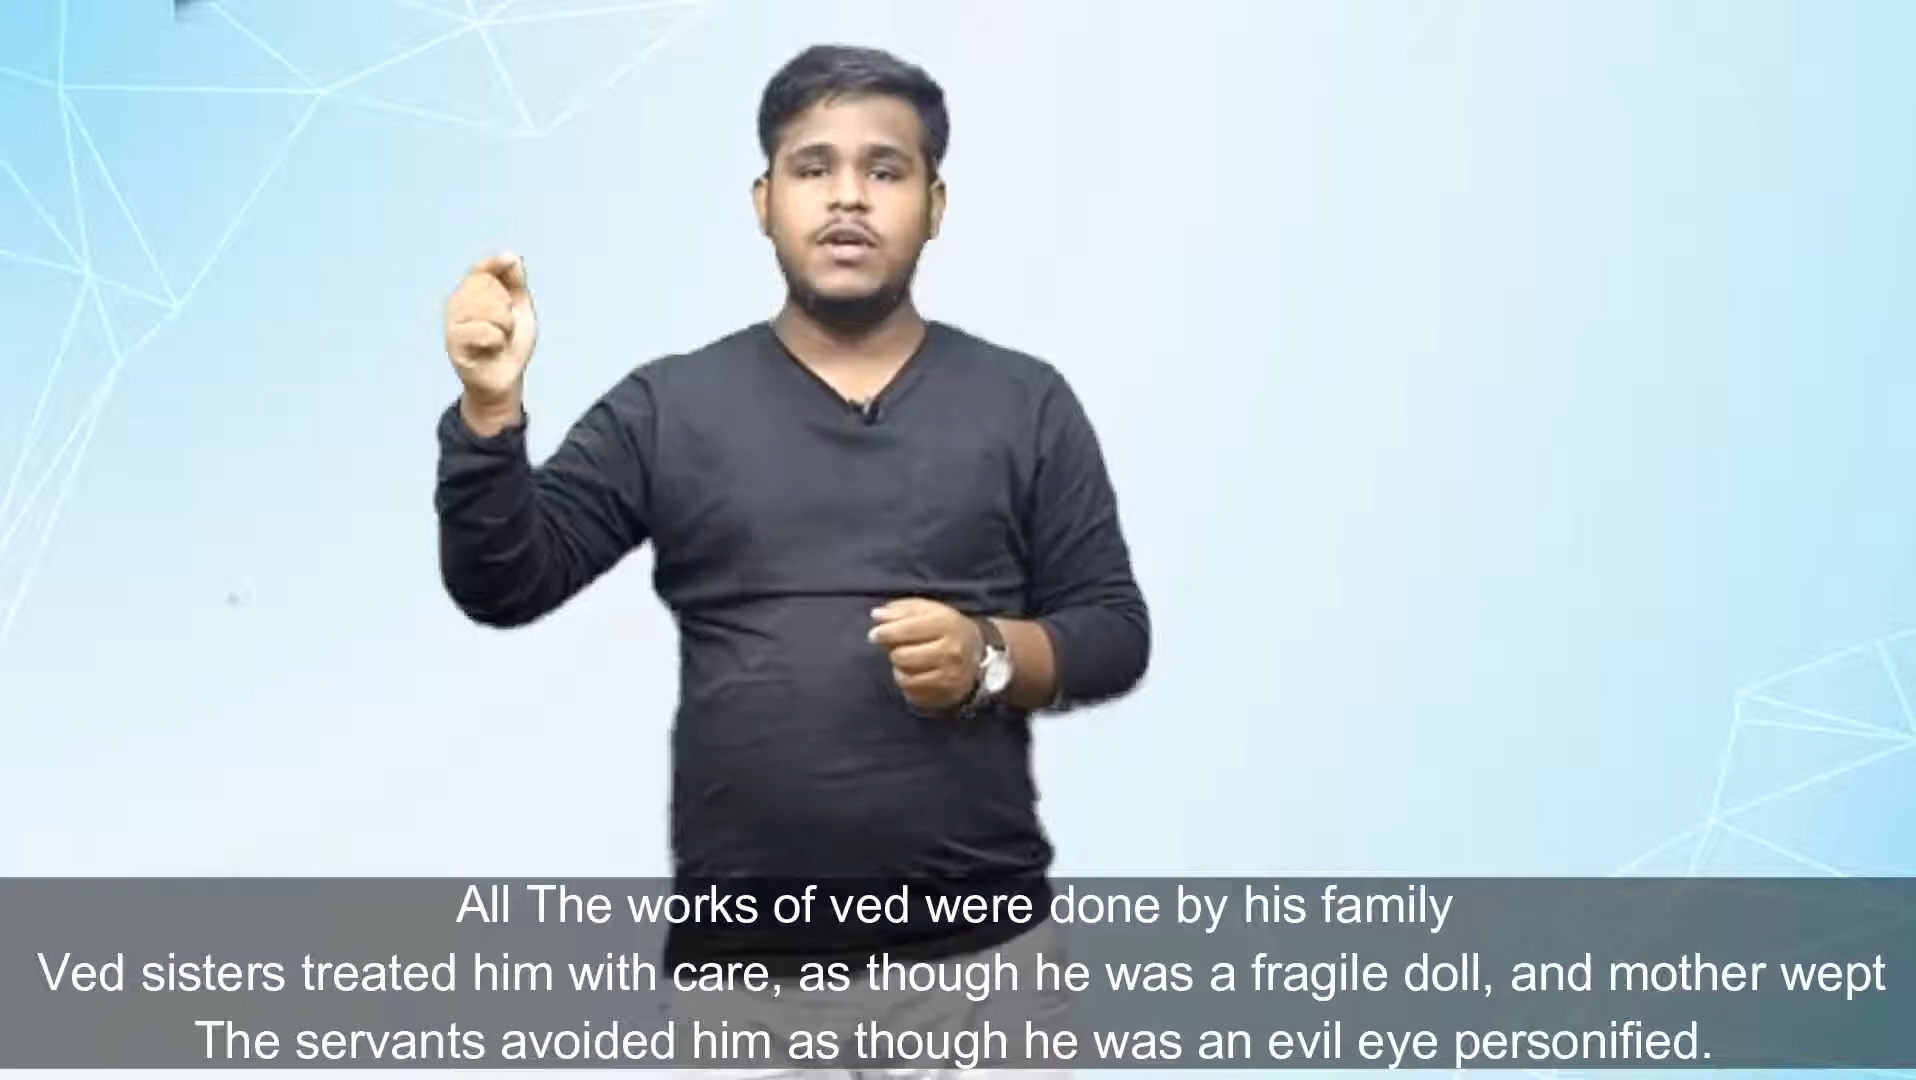 All The works of ved were done by his family
Ved sisters treated him with care, as though he was a fragile doll, and mother wept
The servants avoided him as though he was an evil eye personified.